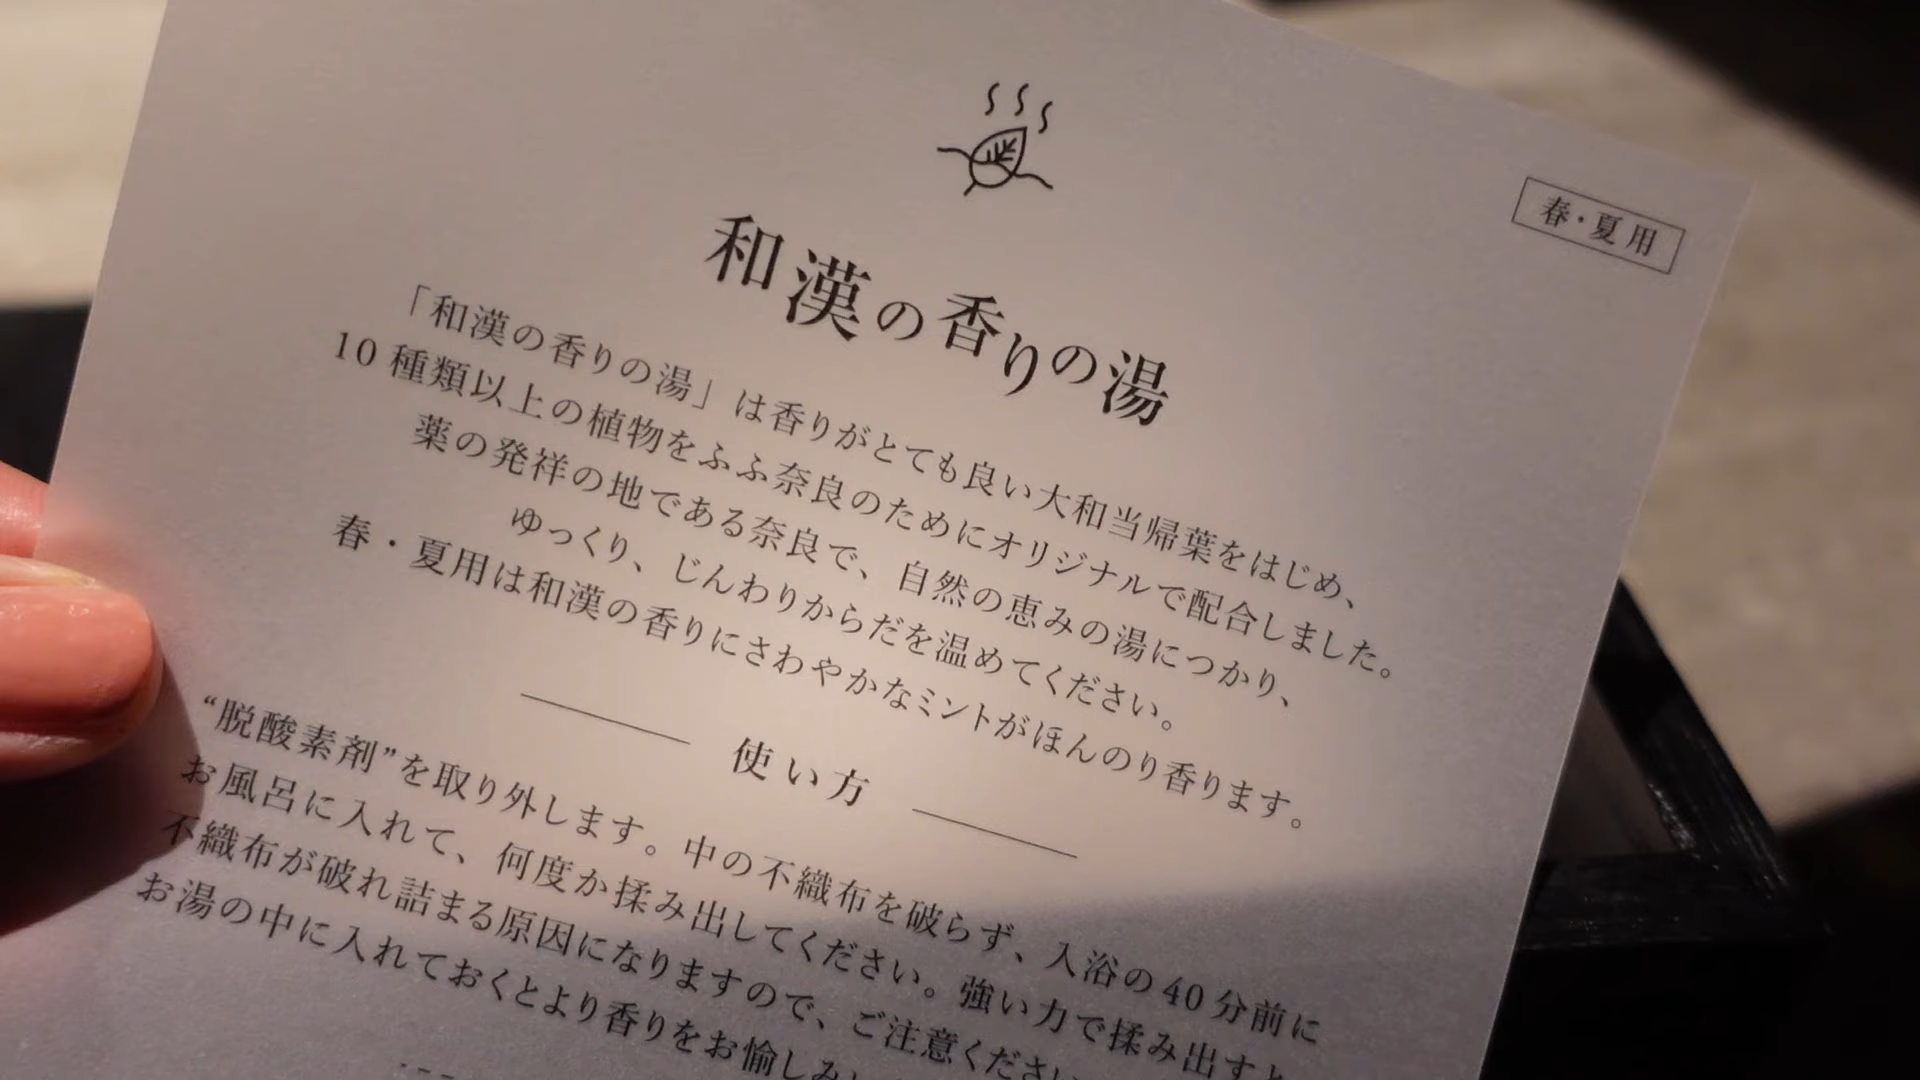 春・夏用
和漢の香りの湯
「和漢の香りの湯」は香りがとても良い大和当帰葉をはじめ、
10種類以上の植物をふふ奈良のためにオリジナルで配合しました。
薬の発祥の地である奈良で、自然の恵みの湯につかり、
ゆっくり、じんわりからだを温めてください。
春・夏用は和漢の香りにさわやかなミントがほんのり香ります。
使い方
“脱酸素剤”を取り外します。中の不織布を破らず、入浴の40分前に
お風呂に入れて、何度か揉み出してください。強い力で揉み出すと
不織布が破れ詰まる原因になりますので、ご注意ください
お湯の中に入れておくとより香りをお愉しみ